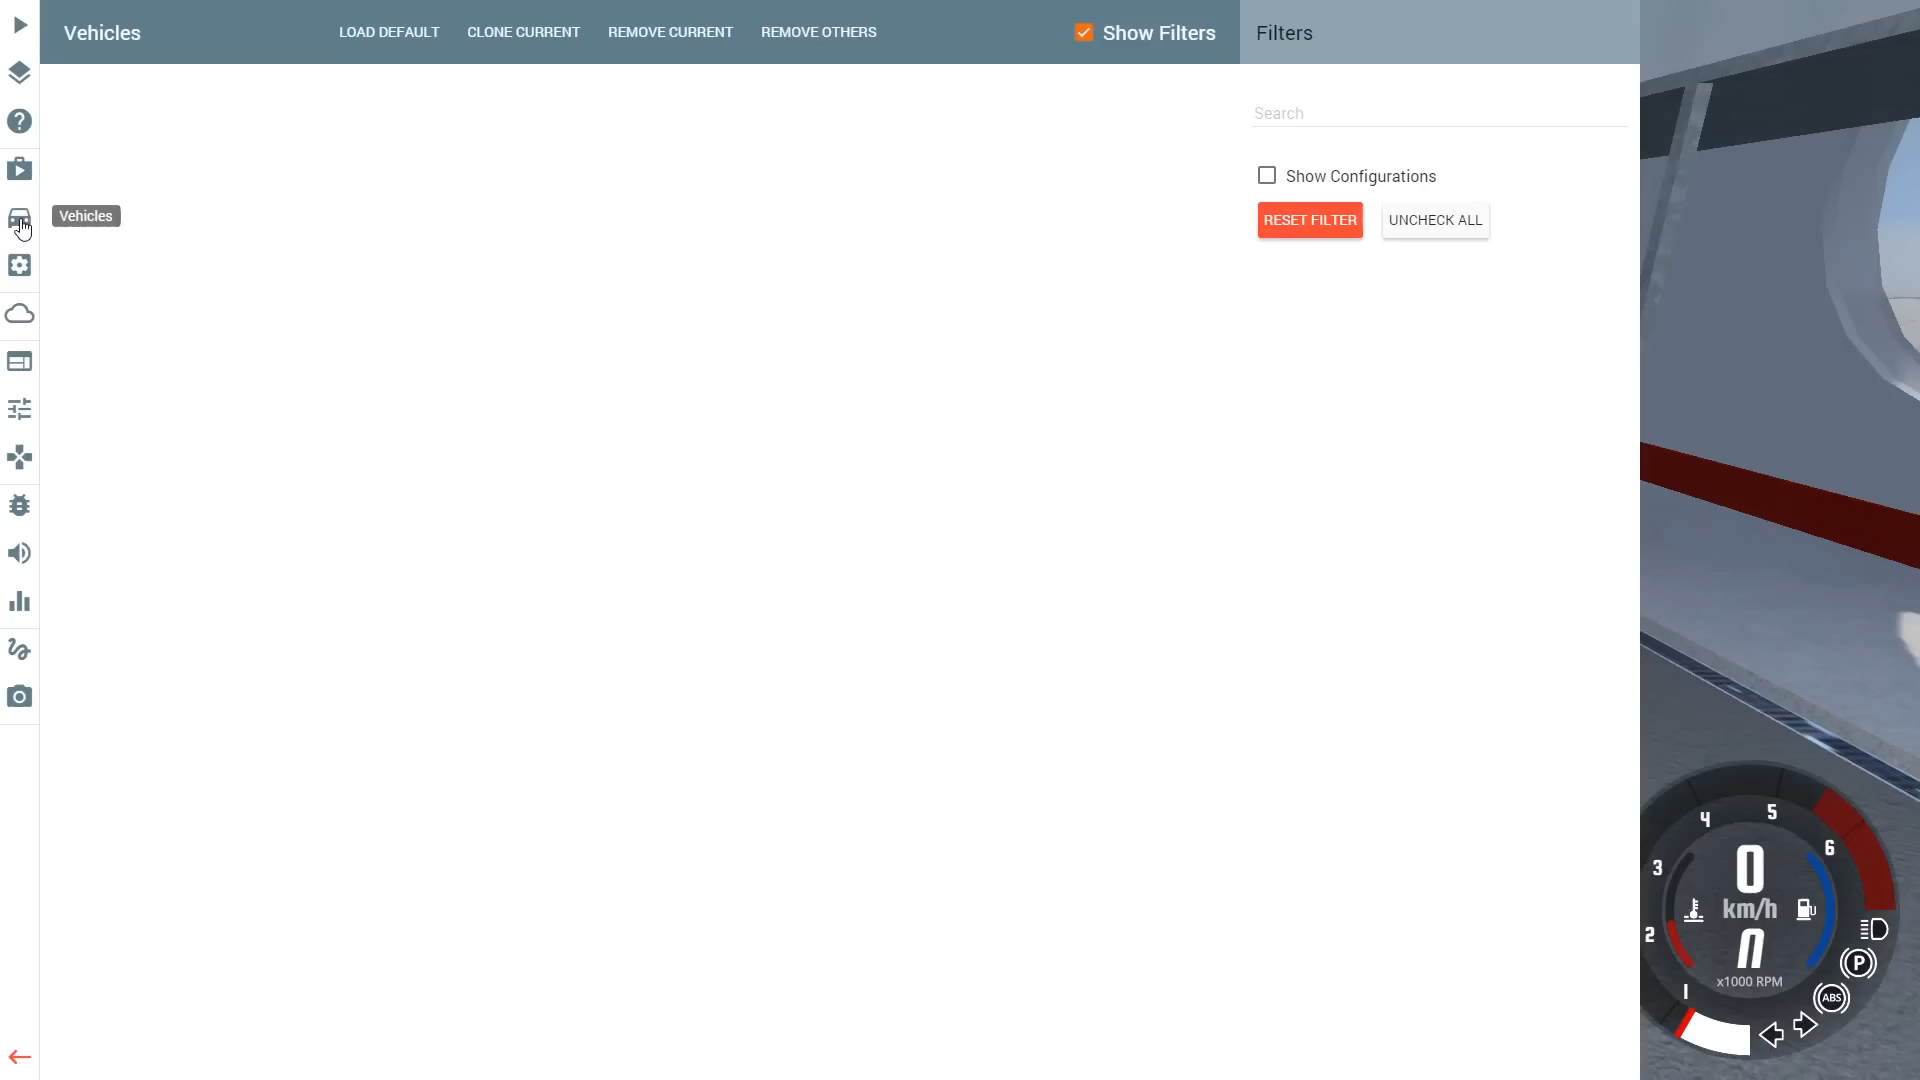 Vehicles
LOAD DEFAULT
CLONE CURRENT
REMOVE CURRENT
REMOVE OTHERS
Show Filters
Filters
Search
Show Configurations
Vehicles
RESET FILTER
UNCHECK ALL
5
4
6
3
0
km/h
2
n
P
x1000 RPM
1
ABS